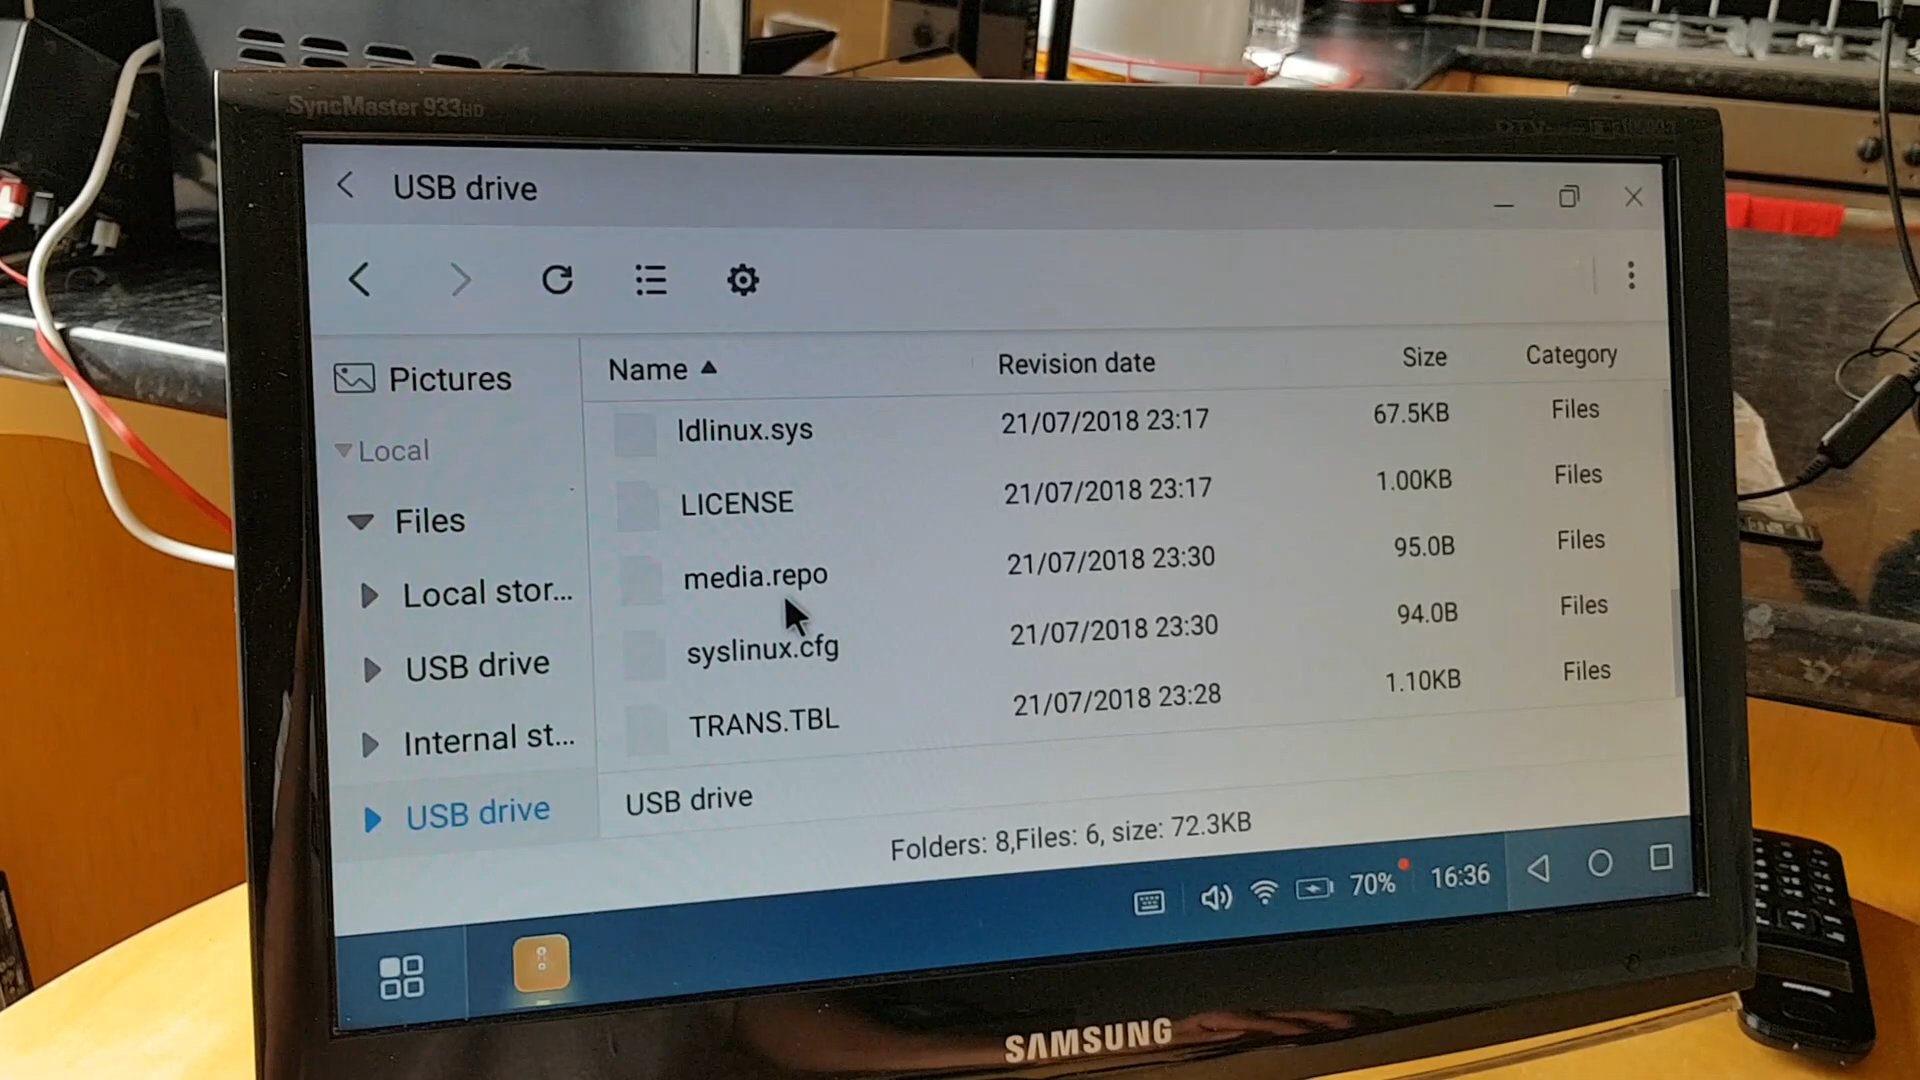 SyncMaster 933HD
USB drive
Pictures
Name Revision date Size Category
ldlinux.sys 21/07/2018 23:17 67.5KB Files
Local
LICENSE 21/07/2018 23:17 1.00KB Files
Files
media.repo 21/07/2018 23:30 95.0B Files
Local stor...
syslinux.cfg 21/07/2018 23:30 94.0B Files
USB drive
TRANS.TBL 21/07/2018 23:28 1.10KB Files
Internal st...
USB drive
USB drive
Folders: 8,Files: 6, size: 72.3KB
70% 16:36
SAMSUNG